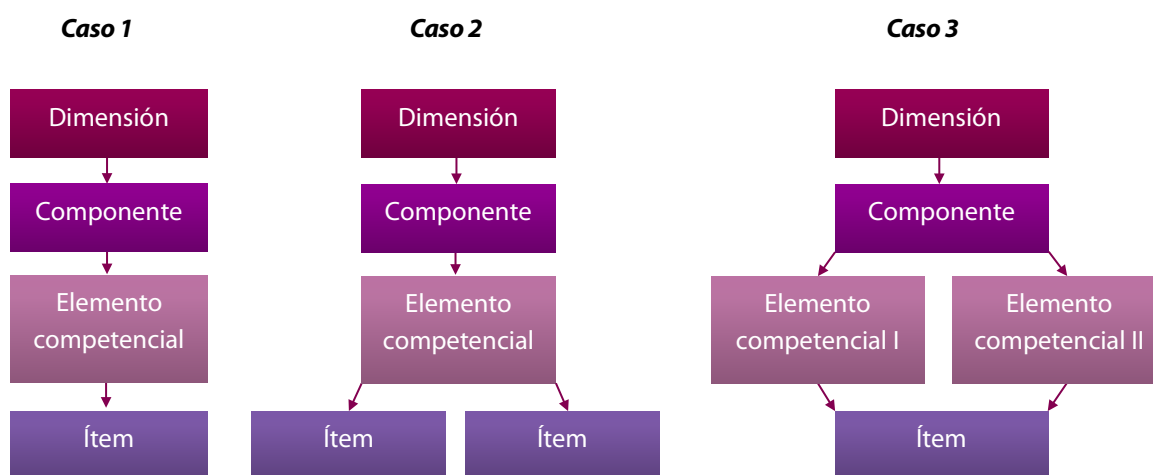 Caso 1
Caso 2
Caso 3
Dimensión
Dimensión
Dimensión
Componente
Componente
Componente
Elemento
competencial
Elemento
competencial
Elemento
competencial I
Elemento
competencial II
Ítem
Ítem
Ítem
Ítem